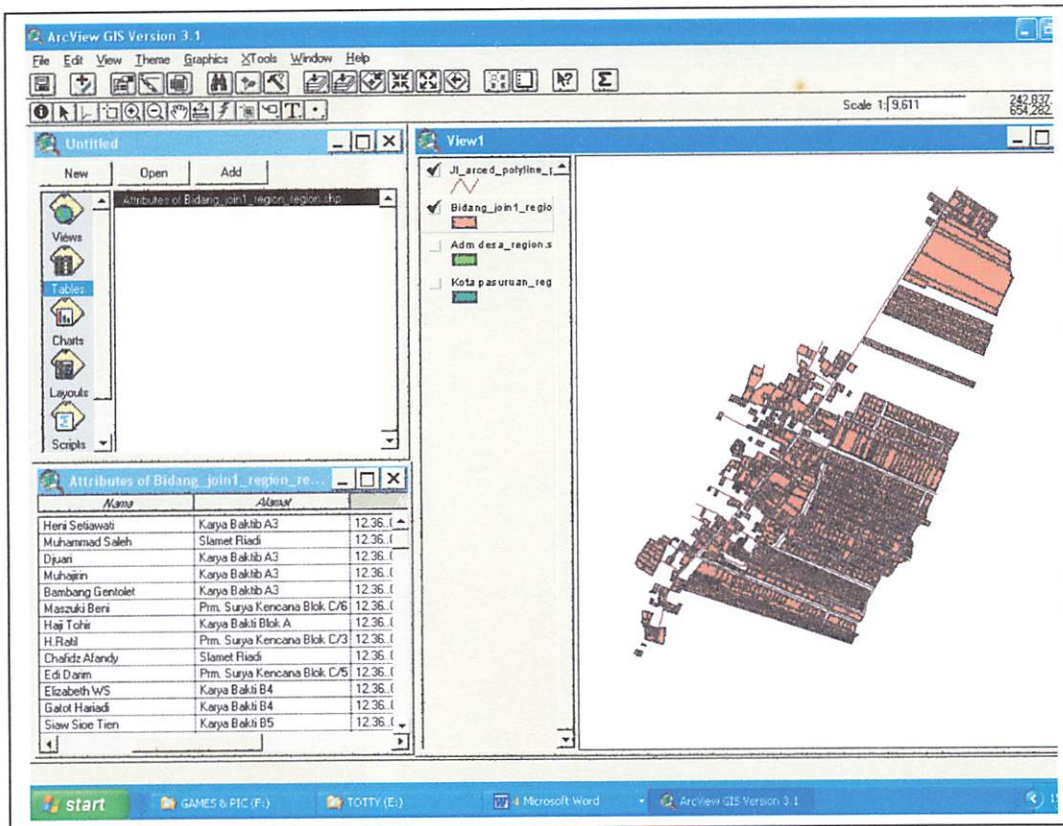 ArcView GIS Version 3.1
File Edit View Theme Graphics XTools Window Help
Scale 1: 9,611
242,837
654,282
Untitled
New Open Add
Attributes of Bidang_join1_region_region.shp
Views
Tables
Charts
Layouts
Scripts
View1
Jl_arced_polyline_r
Bidang_join1_regio
Adm desa_region.s
Kota pasuruan_reg
Attributes of Bidang_join1_region_re...
Nama Alamat
Heni Setiawati Karya Baktib A3 12.36..(
Muhammad Saleh Slamet Riadi 12.36..(
Djuari Karya Baktib A3 12.36..(
Muhajirin Karya Baktib A3 12.36..(
Bambang Gentolet Karya Baktib A3 12.36..(
Maszuki Beni Prm. Surya Kencana Blok C/6 12.36..(
Haji Tohir Karya Bakti Blok A 12.36..(
H.Ratil Prm. Surya Kencana Blok C/3 12.36..(
Chafidz Afandy Slamet Riadi 12.36..(
Edi Darim Prm. Surya Kencana Blok C/5 12.36..(
Elizabeth WS Karya Bakti B4 12.36..(
Gatot Hariadi Karya Bakti B4 12.36..(
Siaw Sioe Tien Karya Bakti B5 12.36..(
start GAMES & PIC (F:) TOTTY (E:) 4 Microsoft Word ArcView GIS Version 3.1